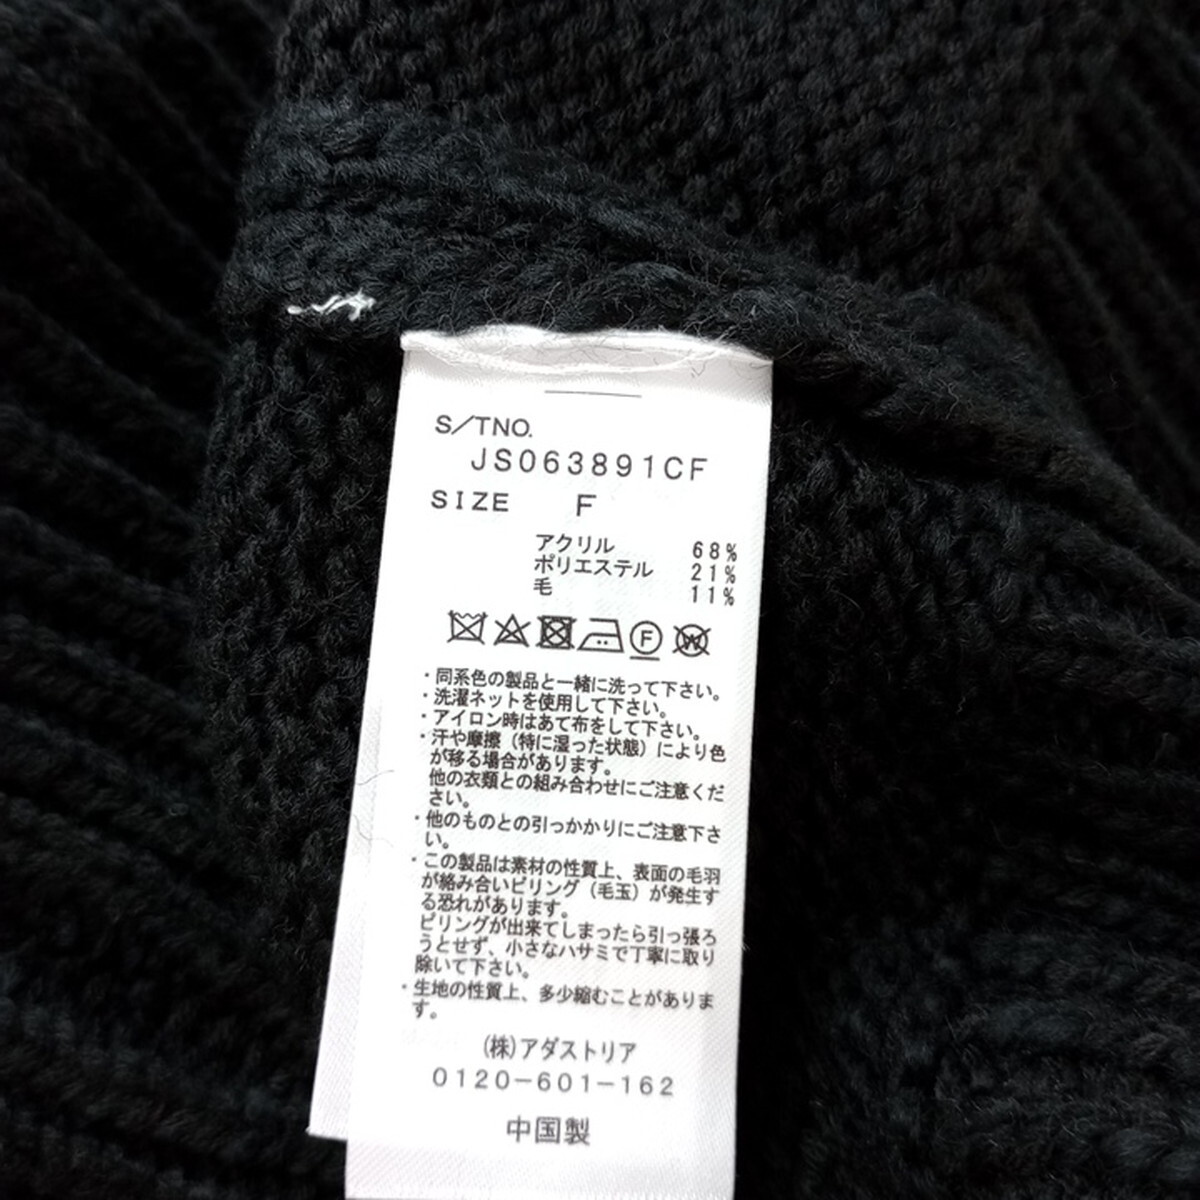 S/TNO.
JS063891CF
SIZE F
アクリル 68%
ポリエステル 21%
毛 11%
F W
・同系色の製品と一緒に洗って下さい。
・洗濯ネットを使用して下さい。
・アイロン時はあて布をして下さい。
・汗や摩擦（特に湿った状態）により色
が移る場合があります。
他の衣類との組み合わせにご注意くだ
さい。
・他のものとの引っかかりにご注意下さ
い。
・この製品は素材の性質上、表面の毛羽
が絡み合いピリング（毛玉）が発生す
る恐れがあります。
ピリングが出来てしまったら引っ張ろ
うとせず、小さなハサミで丁寧に取り
除いて下さい。
・生地の性質上、多少縮むことがありま
す。
(株)アダストリア
0120-601-162
中国製